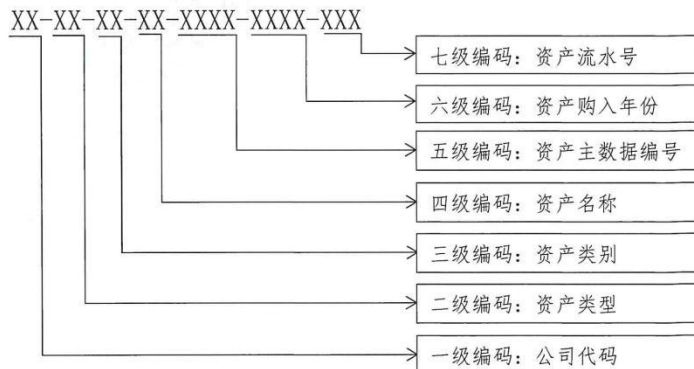 XX-XX-XX-XX-XXXX-XXXX-XXX
七级编码：资产流水号
六级编码：资产购入年份
五级编码：资产主数据编号
四级编码：资产名称
三级编码：资产类别
二级编码：资产类型
一级编码：公司代码